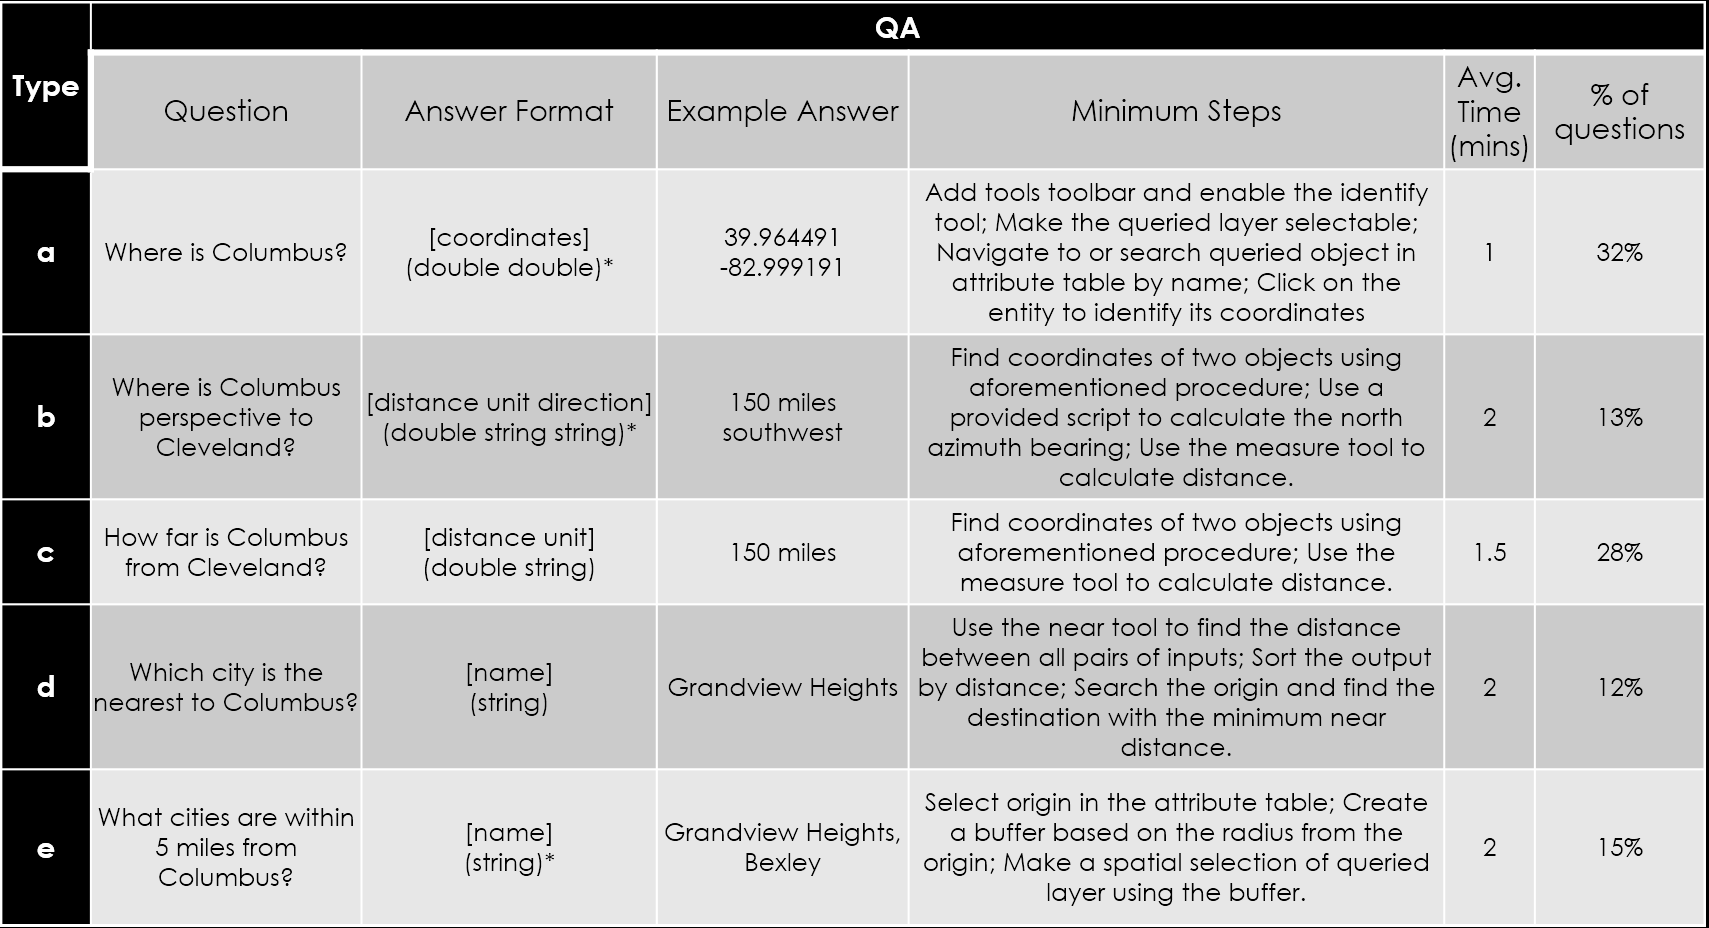 QA
Type
Question
Answer Format
Example Answer
Minimum Steps
Avg.
Time
(mins)
% of
questions
a
Where is Columbus?
[coordinates]
(double double)*
39.964491
-82.999191
Add tools toolbar and enable the identify
tool; Make the queried layer selectable;
Navigate to or search queried object in
attribute table by name; Click on the
entity to identify its coordinates
1
32%
b
Where is Columbus
perspective to
Cleveland?
[distance unit direction]
(double string string)*
150 miles
southwest
Find coordinates of two objects using
aforementioned procedure; Use a
provided script to calculate the north
azimuth bearing; Use the measure tool to
calculate distance.
2
13%
c
How far is Columbus
from Cleveland?
[distance unit]
(double string)
150 miles
Find coordinates of two objects using
aforementioned procedure; Use the
measure tool to calculate distance.
1.5
28%
d
Which city is the
nearest to Columbus?
[name]
(string)
Grandview Heights
Use the near tool to find the distance
between all pairs of inputs; Sort the output
by distance; Search the origin and find the
destination with the minimum near
distance.
2
12%
e
What cities are within
5 miles from
Columbus?
[name]
(string)*
Grandview Heights,
Bexley
Select origin in the attribute table; Create
a buffer based on the radius from the
origin; Make a spatial selection of queried
layer using the buffer.
2
15%